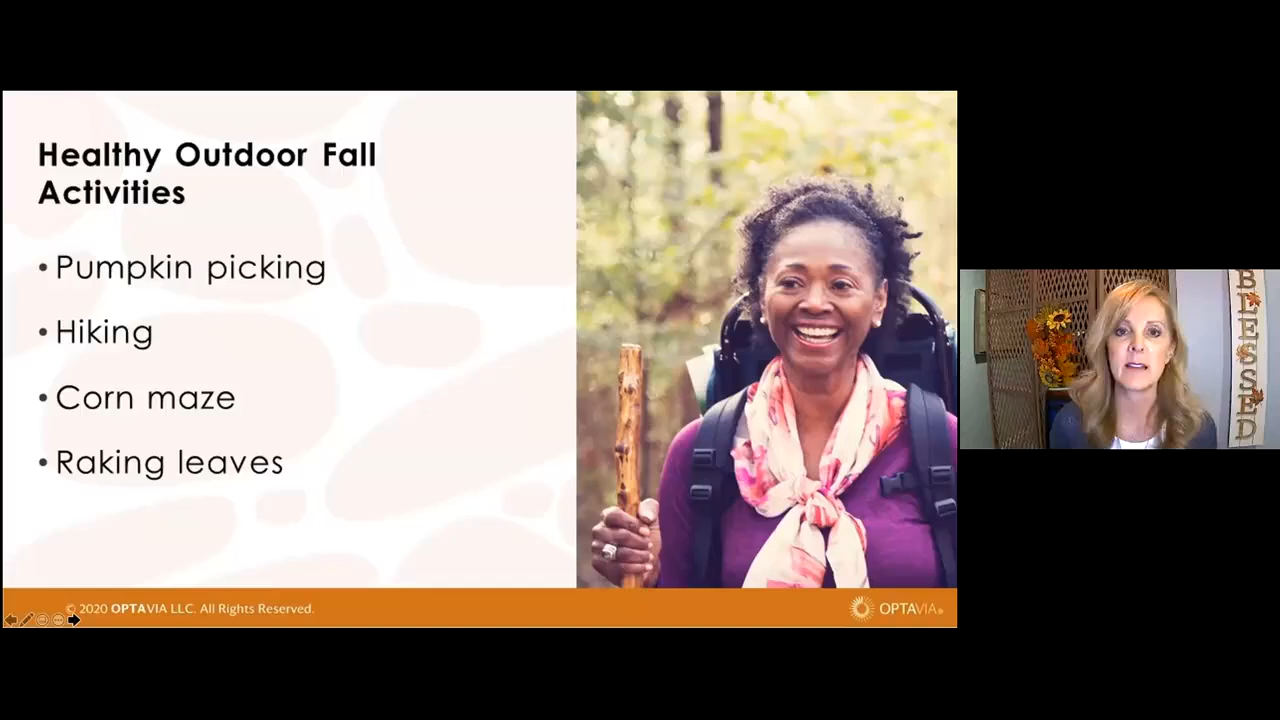 Healthy Outdoor Fall
Activities
• Pumpkin picking
• Hiking
• Corn maze
• Raking leaves
© 2020 OPTAVIA LLC. All Rights Reserved.
OPTAVIA®
BLESSED